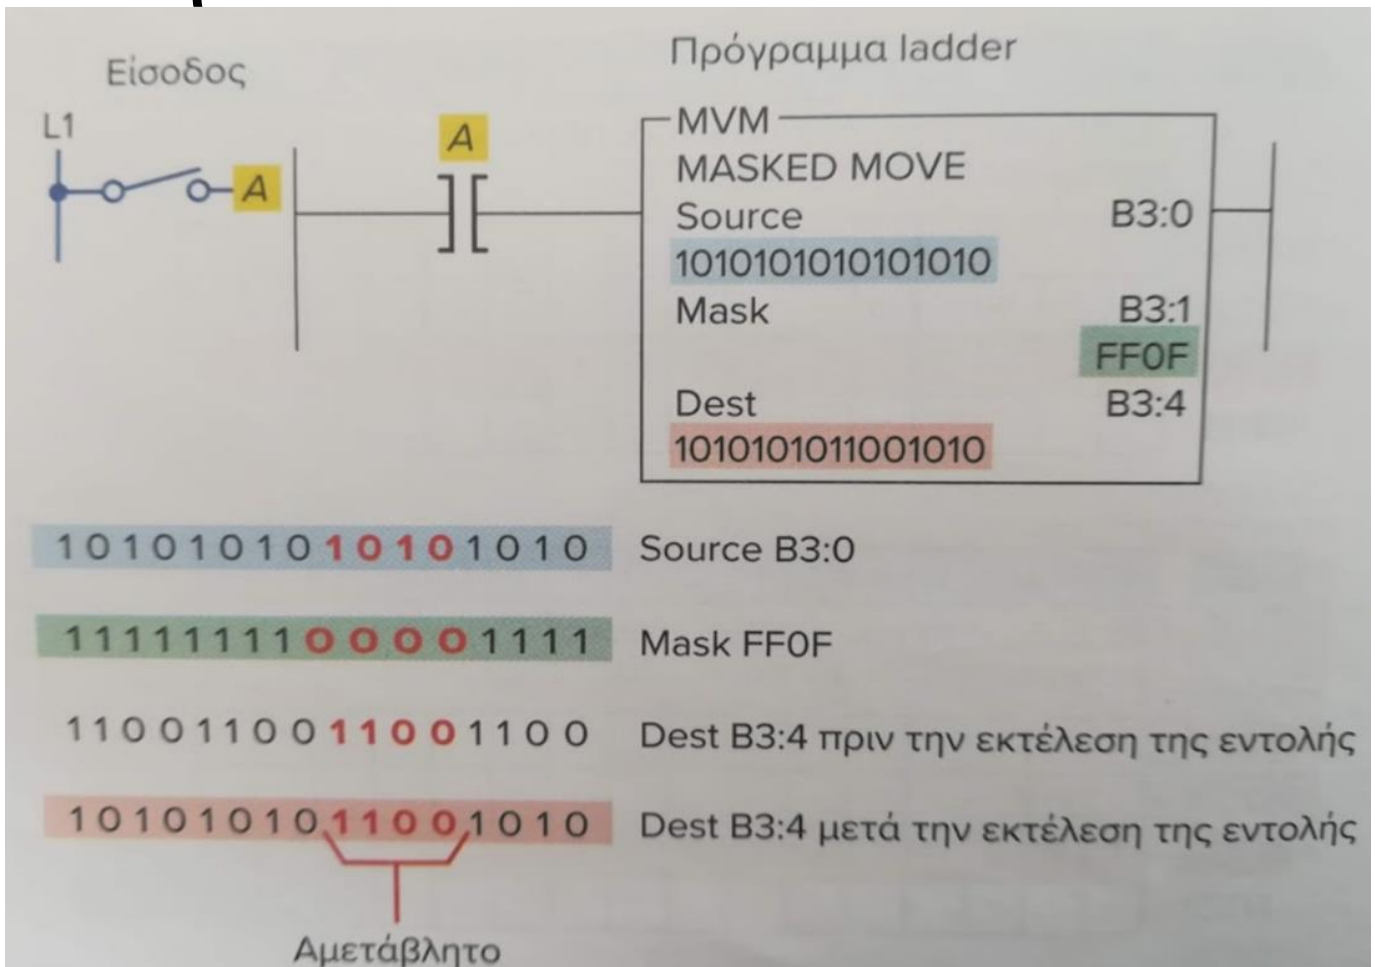 Πρόγραμμα ladder
Είσοδος
L1
A
A
MVM
MASKED MOVE
Source B3:0
1010101010101010
Mask B3:1
FF0F
Dest B3:4
1010101011001010
1010101010101010 Source B3:0
1111111100001111 Mask FF0F
1100110011001100 Dest B3:4 πριν την εκτέλεση της εντολής
1010101011001010 Dest B3:4 μετά την εκτέλεση της εντολής
Αμετάβλητο